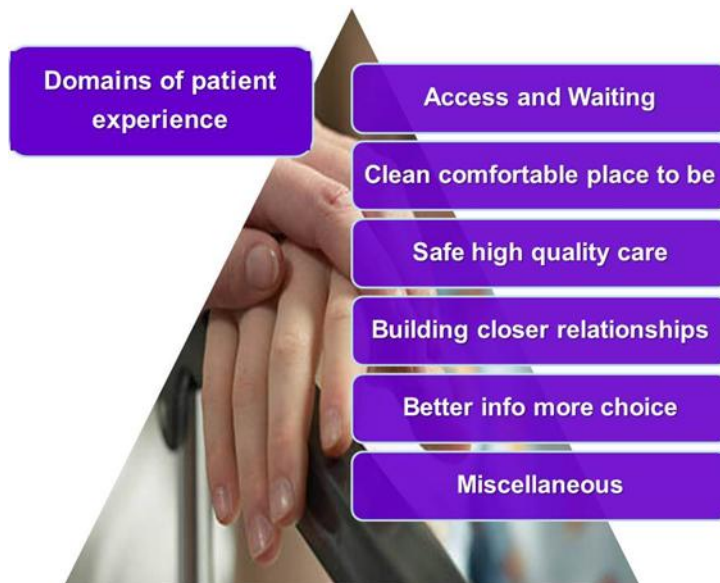 Domains of patient
experience
Access and Waiting
Clean comfortable place to be
Safe high quality care
Building closer relationships
Better info more choice
Miscellaneous